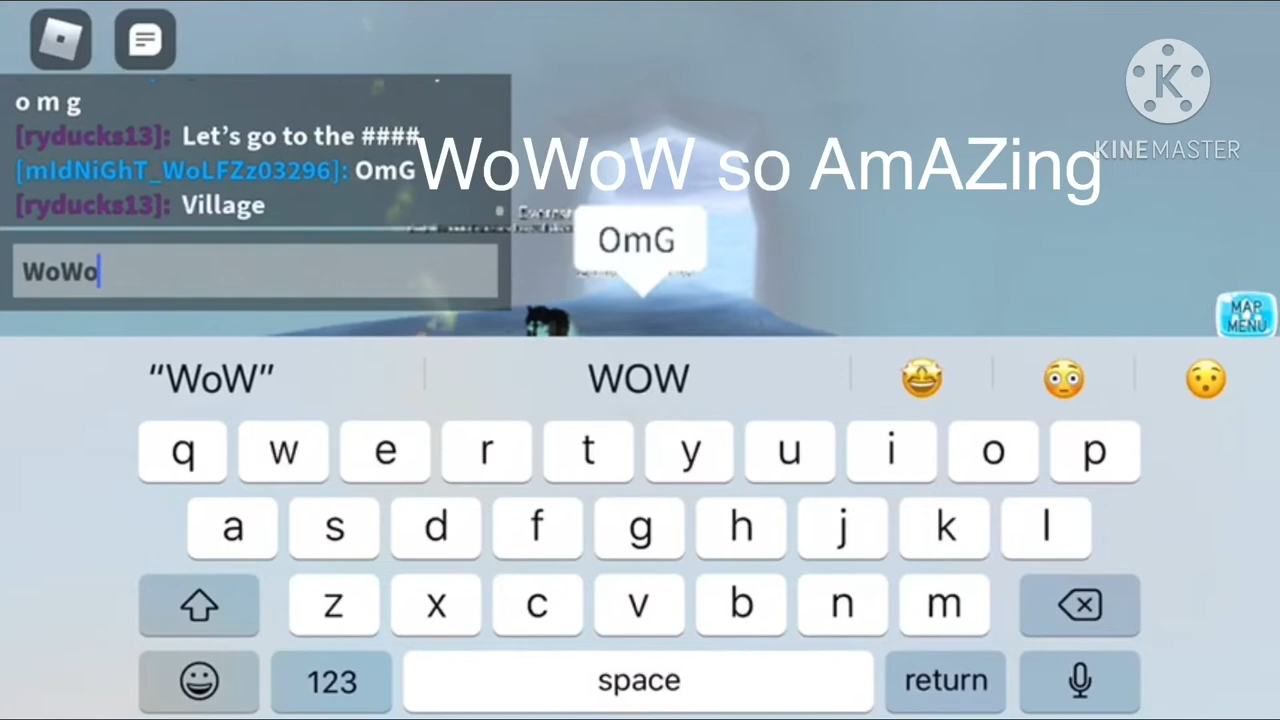 o m g
[ryducks13]: Let's go to the ####
[mIdNiGhT_WoLFZz03296]: OmG
[ryducks13]: Village
WoWo
WoWoW so AmAZing
K
KINEMASTER
OmG
MAP
MENU
“WoW”
WOW
q w e r t y u i o p
a s d f g h j k l
z x c v b n m
123
space
return